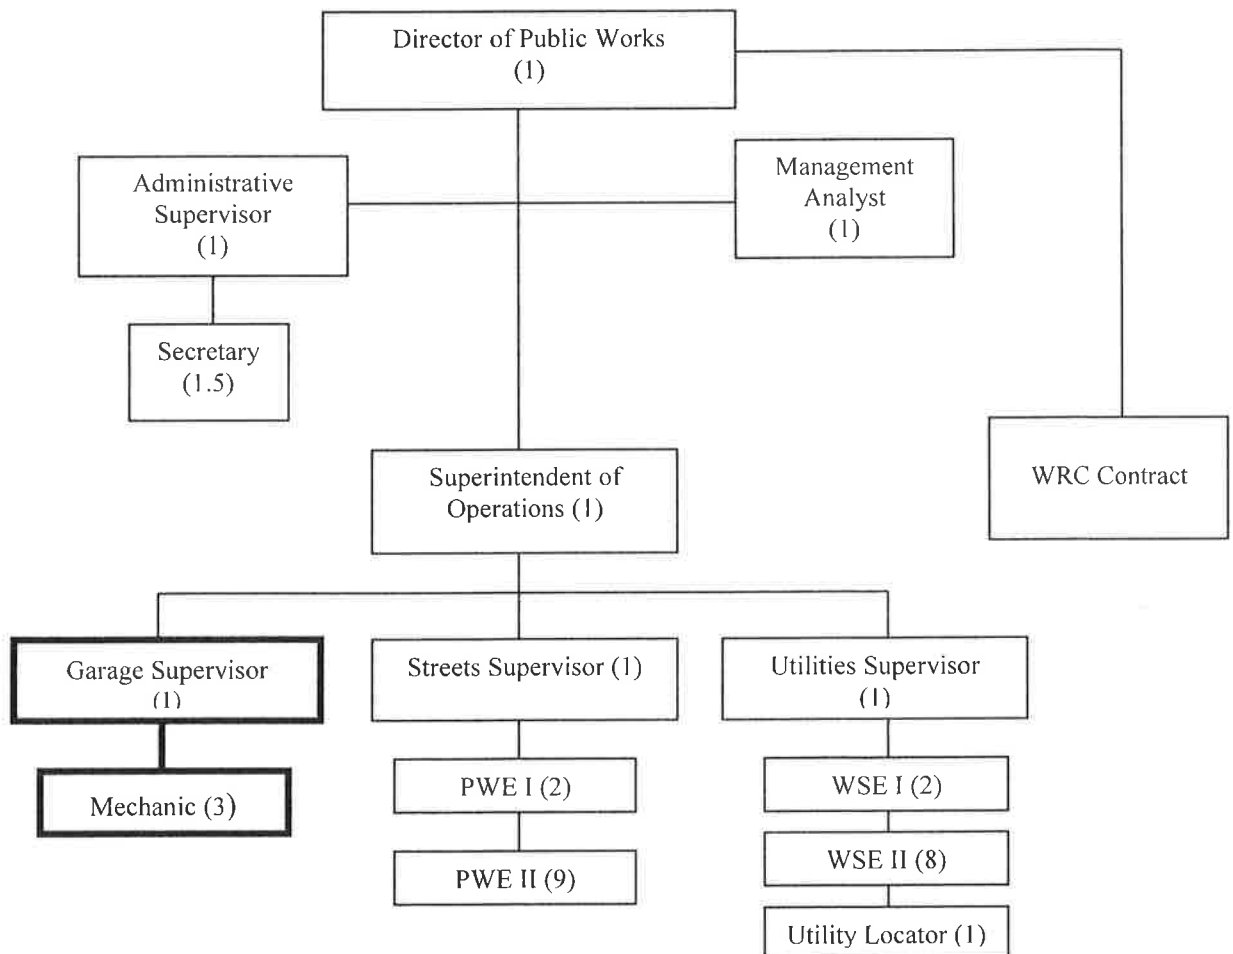 Director of Public Works
(1)
Administrative
Supervisor
(1)
Management
Analyst
(1)
Secretary
(1.5)
Superintendent of
Operations (1)
WRC Contract
Garage Supervisor
(1)
Streets Supervisor (1)
Utilities Supervisor
(1)
Mechanic (3)
PWE I (2)
PWE II (9)
WSE I (2)
WSE II (8)
Utility Locator (1)